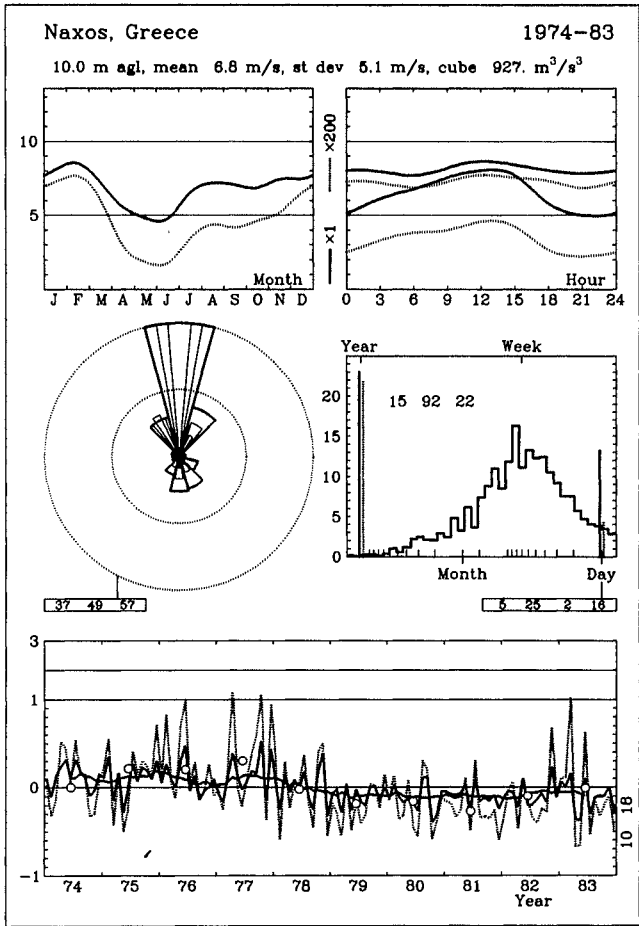 Naxos, Greece 1974-83
10.0 m agl, mean 6.8 m/s, st dev 5.1 m/s, cube 927. m³/s³
10
5
Month
J F M A M J J A S O N D
×1 ×200
Hour
0 3 6 9 12 15 18 21 24
Year Week
20
15
10
5
0
15 92 22
Month Day
37 49 57
5 25 2 16
3
1
0
-1
10 18
74 75 76 77 78 79 80 81 82 83
Year